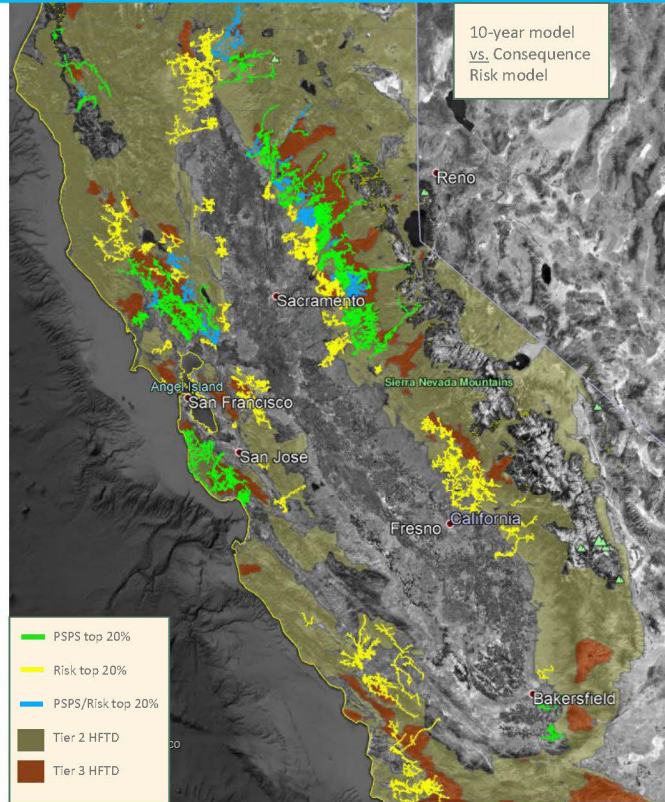 10-year model
vs. Consequence
Risk model
Reno
Sacramento
Sierra Nevada Mountains
Angel Island
San Francisco
San Jose
California
Fresno
Bakersfield
PSPS top 20%
Risk top 20%
PSPS/Risk top 20%
Tier 2 HFTD
Tier 3 HFTD
co